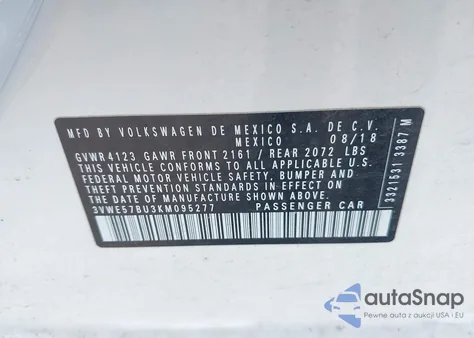 MFD BY VOLKSWAGEN DE MEXICO S.A. DE C.V.
MEXICO 08/18
GVWR 4123 GAWR FRONT 2161 / REAR 2072 LBS
THIS VEHICLE CONFORMS TO ALL APPLICABLE U.S.
FEDERAL MOTOR VEHICLE SAFETY, BUMPER AND
THEFT PREVENTION STANDARDS IN EFFECT ON THE
DATE OF MANUFACTURE SHOWN ABOVE.
3VWE57BU3KM095277 PASSENGER CAR
3321531 3387 M
autoSnap
Pewne auta z aukcji USA i EU